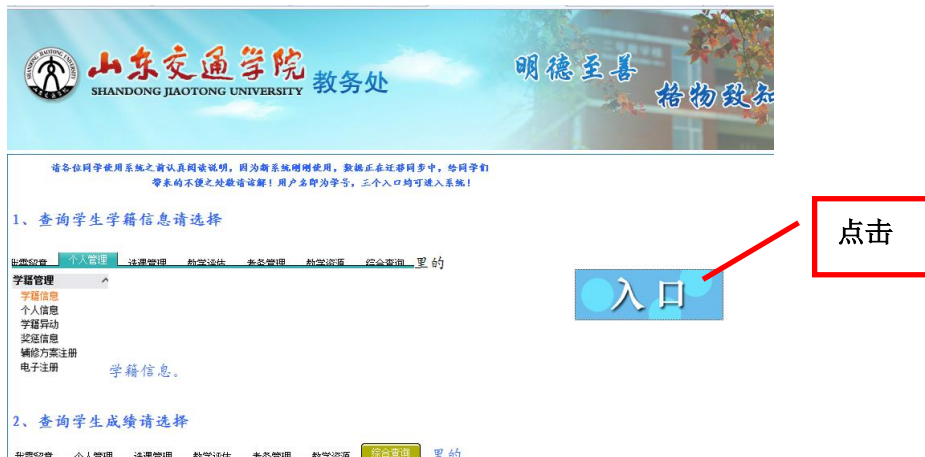 山东交通学院
SHANDONG JIAOTONG UNIVERSITY
教务处
明德至善
格物致知
请各位同学使用系统之前认真阅读说明，因为新系统刚刚使用，数据正在迁移同步中，给同学们
带来的不便之处敬请谅解！用户名即为学号，三个入口均可进入系统！
1、查询学生学籍信息请选择
我要留言 个人管理 选课管理 教学评估 考务管理 教学资源 综合查询 里的
学籍管理
学籍信息
个人信息
学籍异动
奖惩信息
辅修方案注册
电子注册
学籍信息。
入口
点击
2、查询学生成绩请选择
我要留言 个人管理 选课管理 教学评估 考务管理 教学资源 综合查询 里的